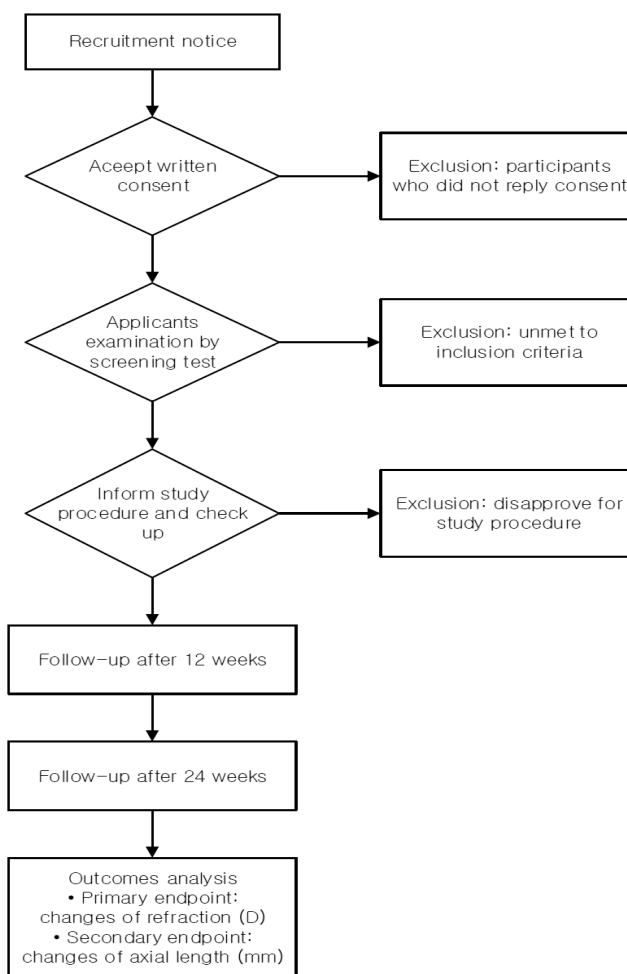 Recruitment notice
Aceept written
consent
Exclusion: participants
who did not reply consent
Applicants
examination by
screening test
Exclusion: unmet to
inclusion criteria
Inform study
procedure and check
up
Exclusion: disapprove for
study procedure
Follow-up after 12 weeks
Follow-up after 24 weeks
Outcomes analysis
• Primary endpoint:
changes of refraction (D)
• Secondary endpoint:
changes of axial length (mm)